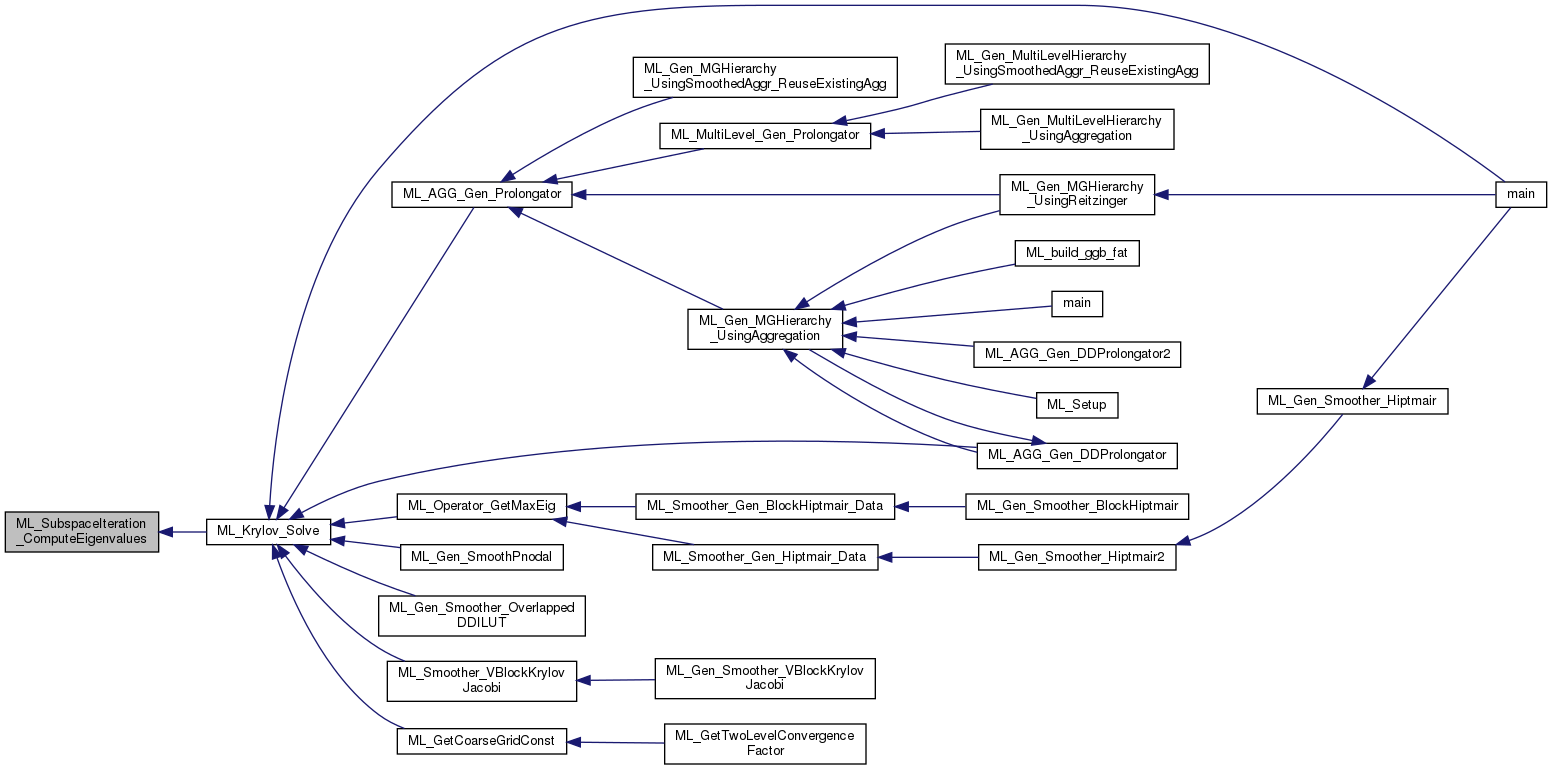 ML_Gen_MGHierarchy
_UsingSmoothedAggr_ReuseExistingAgg
ML_Gen_MultiLevelHierarchy
_UsingSmoothedAggr_ReuseExistingAgg
ML_MultiLevel_Gen_Prolongator
ML_Gen_MultiLevelHierarchy
_UsingAggregation
ML_AGG_Gen_Prolongator
ML_Gen_MGHierarchy
_UsingReitzinger
main
ML_build_ggb_fat
main
ML_Gen_MGHierarchy
_UsingAggregation
ML_AGG_Gen_DDProlongator2
ML_Setup
ML_Gen_Smoother_Hiptmair
ML_AGG_Gen_DDProlongator
ML_SubspaceIteration
_ComputeEigenvalues
ML_Krylov_Solve
ML_Operator_GetMaxEig
ML_Smoother_Gen_BlockHiptmair_Data
ML_Gen_Smoother_BlockHiptmair
ML_Gen_SmoothPnodal
ML_Smoother_Gen_Hiptmair_Data
ML_Gen_Smoother_Hiptmair2
ML_Gen_Smoother_Overlapped
DDILUT
ML_Smoother_VBlockKrylov
Jacobi
ML_Gen_Smoother_VBlockKrylov
Jacobi
ML_GetCoarseGridConst
ML_GetTwoLevelConvergence
Factor